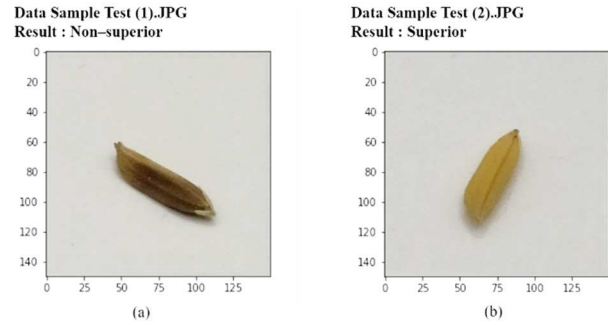 Data Sample Test (1).JPG
Result : Non–superior
0
20
40
60
80
100
120
140
0 25 50 75 100 125
(a)
Data Sample Test (2).JPG
Result : Superior
0
20
40
60
80
100
120
140
0 25 50 75 100 125
(b)